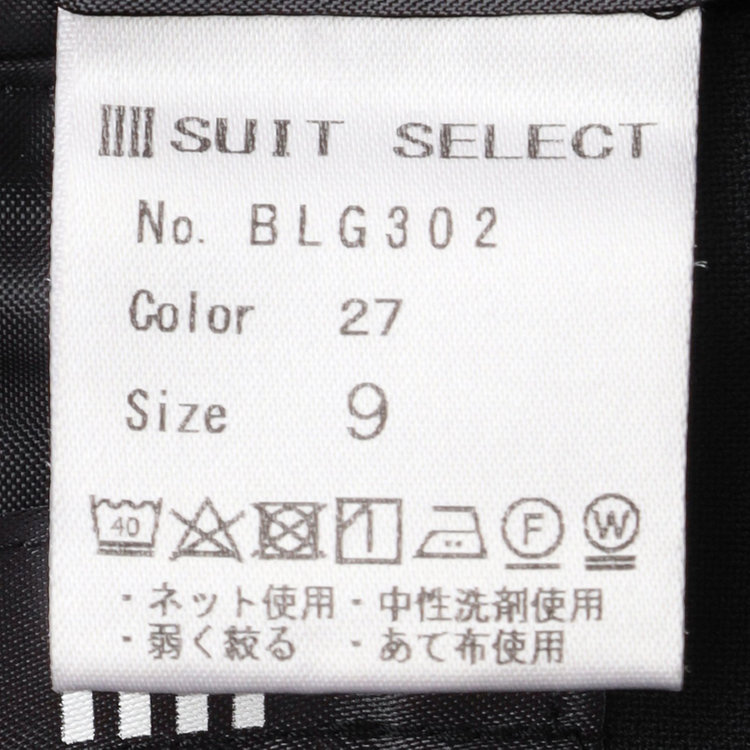 SUIT SELECT
No. BLG302
Color 27
Size 9
40 F W
・ネット使用・中性洗剤使用
・弱く絞る ・あて布使用